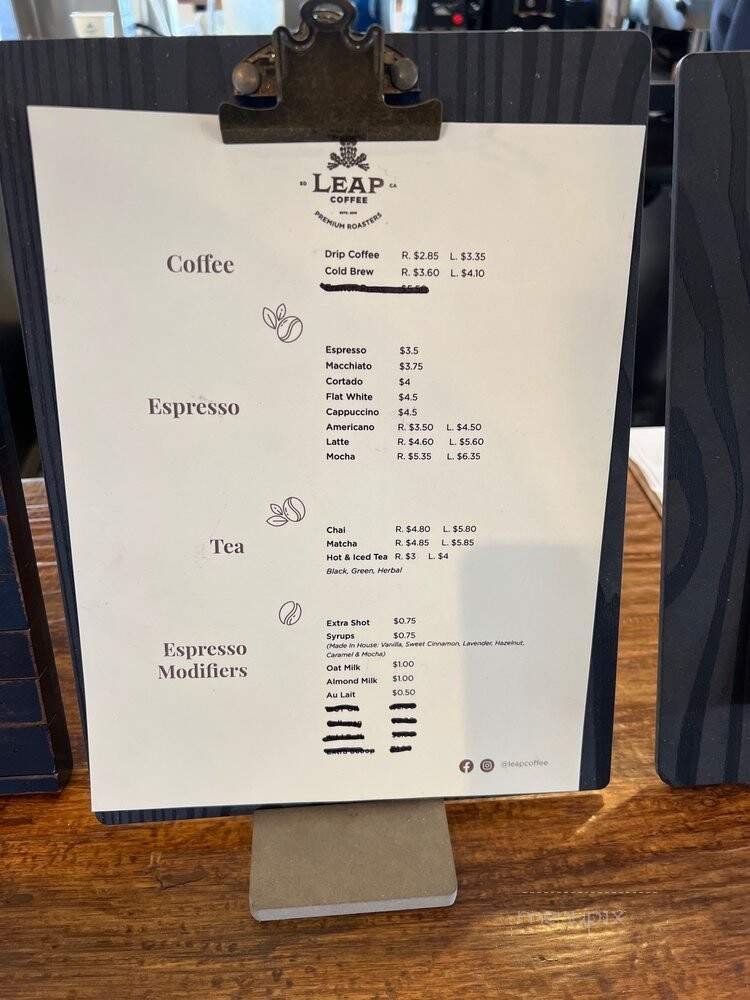 SD LEAP CA
COFFEE
PREMIUM ROASTERS
Coffee
Drip Coffee R. $2.85 L. $3.35
Cold Brew R. $3.60 L. $4.10
Espresso
Espresso $3.5
Macchiato $3.75
Cortado $4
Flat White $4.5
Cappuccino $4.5
Americano R. $3.50 L. $4.50
Latte R. $4.60 L. $5.60
Mocha R. $5.35 L. $6.35
Tea
Chai R. $4.80 L. $5.80
Matcha R. $4.85 L. $5.85
Hot & Iced Tea R. $3 L. $4
Black, Green, Herbal
Espresso
Modifiers
Extra Shot $0.75
Syrups $0.75
(Made In House: Vanilla, Sweet Cinnamon, Lavender, Hazelnut,
Caramel & Mocha)
Oat Milk $1.00
Almond Milk $1.00
Au Lait $0.50
@leapcoffee